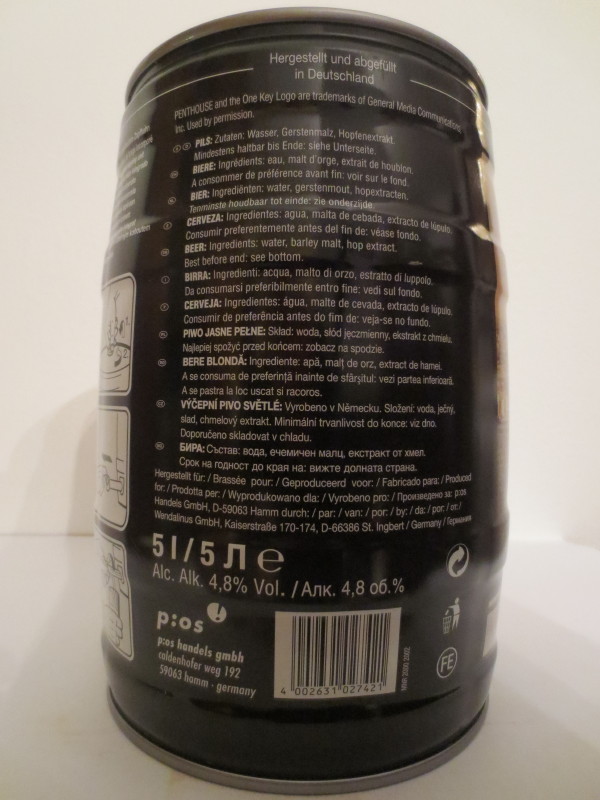 Hergestellt und abgefüllt
in Deutschland
PENTHOUSE and the One Key Logo are trademarks of General Media Communications,
Inc. Used by permission.
PILS: Zutaten: Wasser, Gerstenmalz, Hopfenextrakt.
Mindestens haltbar bis Ende: siehe Unterseite.
BIERE: Ingrédients: eau, malt d'orge, extrait de houblon.
A consommer de préférence avant fin: voir sur le fond.
BIER: Ingrediënten: water, gerstenmout, hopextracten.
Tenminste houdbaar tot einde: zie onderzijde.
CERVEZA: Ingredientes: agua, malta de cebada, extracto de lúpulo.
Consumir preferentemente antes del fin de: véase fondo.
BEER: Ingredients: water, barley malt, hop extract.
Best before end: see bottom.
BIRRA: Ingredienti: acqua, malto di orzo, estratto di luppolo.
Da consumarsi preferibilmente entro fine: vedi sul fondo.
CERVEJA: Ingredientes: água, malte de cevada, extracto de lúpulo.
Consumir de preferência antes do fim de: veja-se no fundo.
PIWO JASNE PEŁNE: Skład: woda, słód jęczmienny, ekstrakt z chmielu.
Najlepiej spożyć przed końcem: zobacz na spodzie.
BERE BLONDĂ: Ingrediente: apă, malţ de orz, extract de hamei.
A se consuma de preferinţă inainte de sfârşitul: vezi partea inferioară.
A se pastra la loc uscat si racoros.
VÝČEPNÍ PIVO SVĚTLÉ: Vyrobeno v Německu. Složení: voda, ječný,
slad, chmelový extrakt. Minimální trvanlivost do konce: viz dno.
Doporučeno skladovat v chladu.
БИРА: Състав: вода, ечемичен малц, екстракт от хмел.
Срок на годност до края на: вижте долната страна.
Hergestellt für: / Brassée pour: / Geproduceerd voor: / Fabricado para: / Produced
for: / Prodotta per: / Wyprodukowano dla: / Vyrobeno pro: / Произведено за: p:os
Handels GmbH, D-59063 Hamm durch: / par: / van: / por: / by: / da: / por: / or: /
Wendalinus GmbH, Kaiserstraße 170-174, D-66386 St. Ingbert / Germany / Германия
5 l / 5 Л e
Alc. Alk. 4,8% Vol. / Алк. 4,8 об.%
p:os
p:os handels gmbh
caldenhofer weg 192
59063 hamm - germany
4 002631 027421
FE